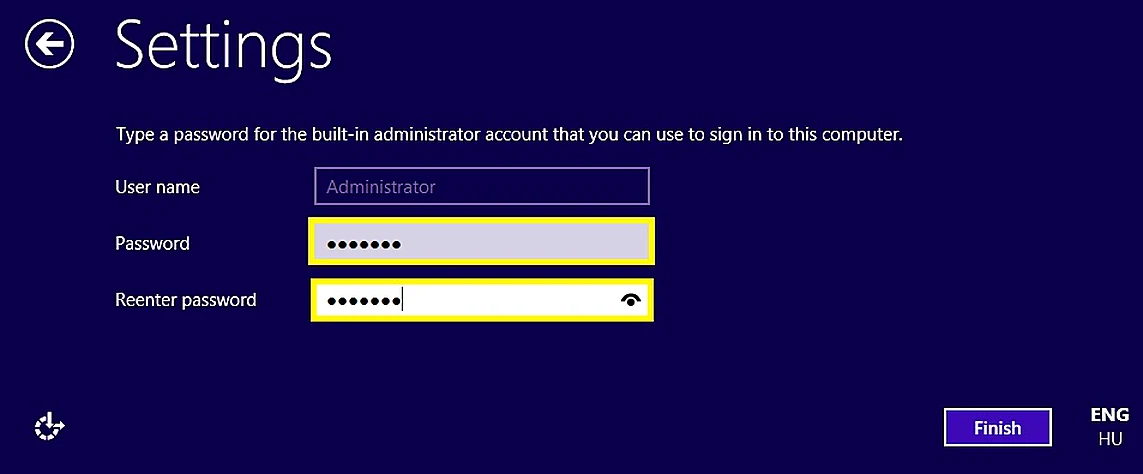 Settings
Type a password for the built-in administrator account that you can use to sign in to this computer.
User name
Administrator
Password
•••••••
Reenter password
•••••••
Finish
ENG
HU